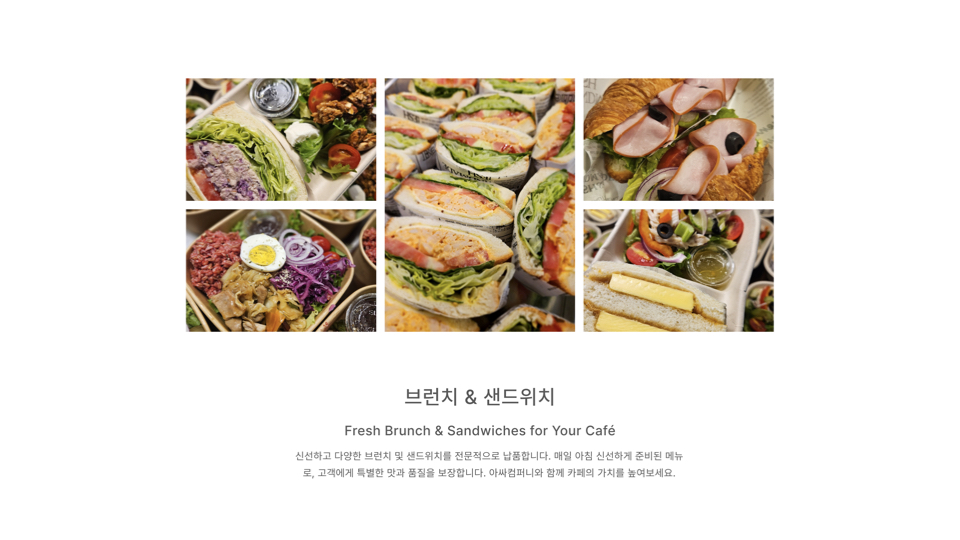 브런치 & 샌드위치
Fresh Brunch & Sandwiches for Your Café
신선하고 다양한 브런치 및 샌드위치를 전문적으로 납품합니다. 매일 아침 신선하게 준비된 메뉴
로, 고객에게 특별한 맛과 품질을 보장합니다. 아싸컴퍼니와 함께 카페의 가치를 높여보세요.